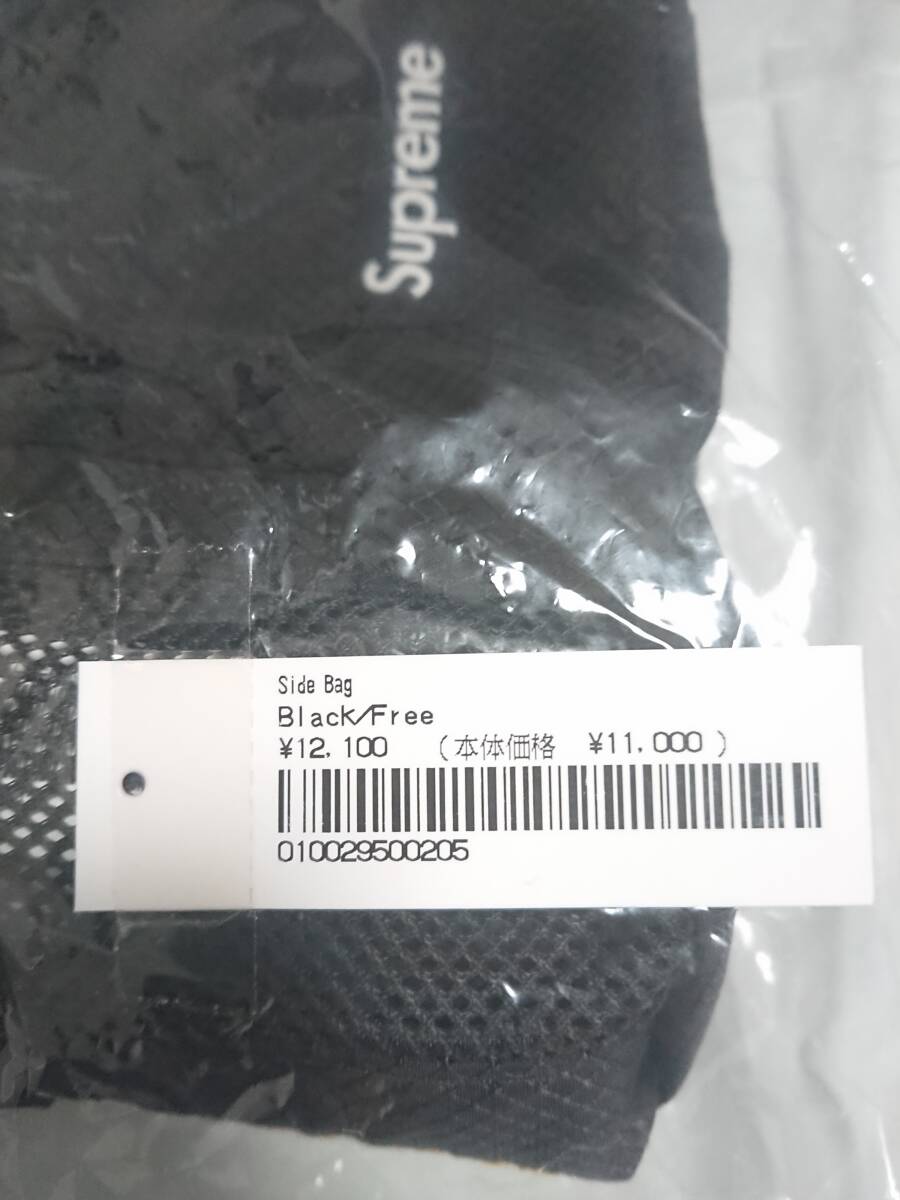 Supreme
Side Bag
Black/Free
¥12,100 (本体価格 ¥11,000 )
010029500205